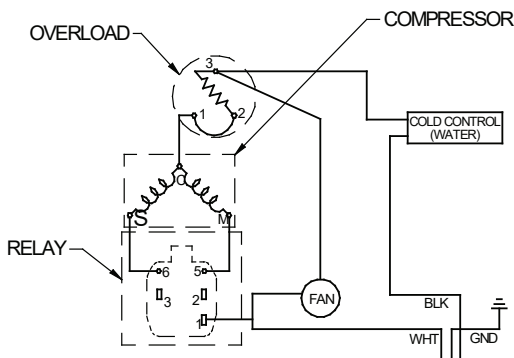 COMPRESSOR
OVERLOAD
3
1
2
COLD CONTROL
(WATER)
C
S
M
RELAY
6
5
3
2
1
FAN
BLK
WHT
GND